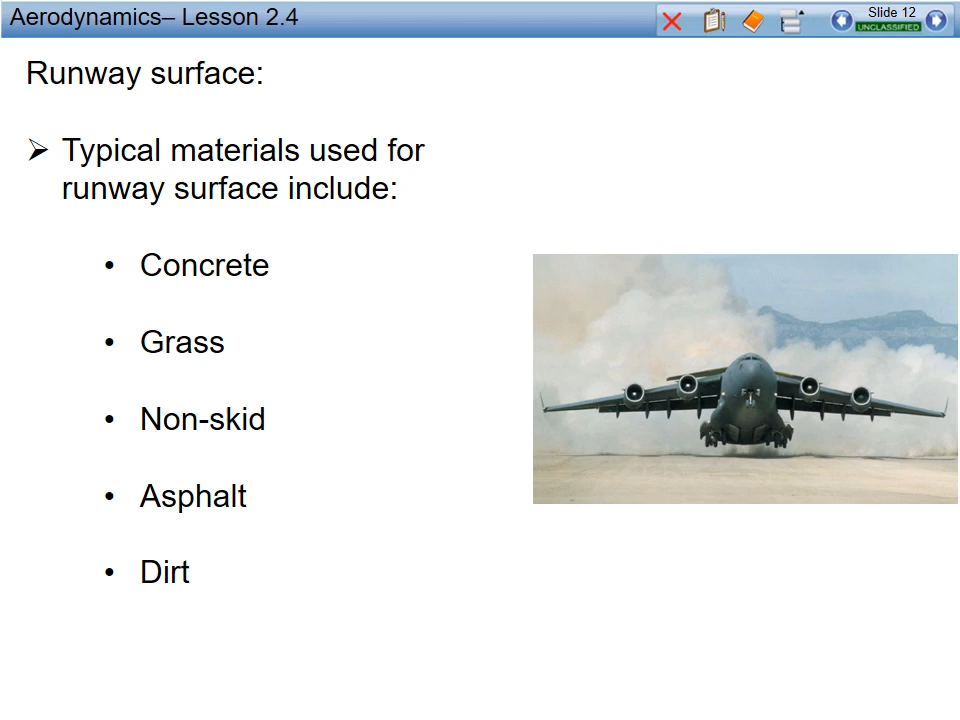 Aerodynamics– Lesson 2.4
Slide 12
UNCLASSIFIED
Runway surface:
➢ Typical materials used for
runway surface include:
• Concrete
• Grass
• Non-skid
• Asphalt
• Dirt